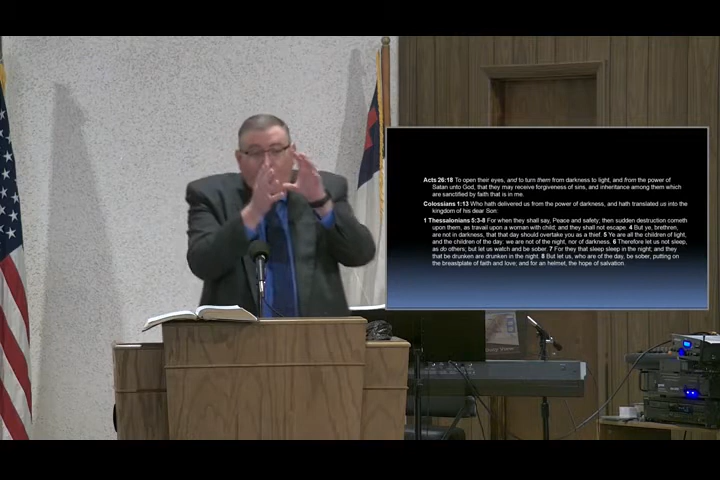 Acts 26:18 To open their eyes, and to turn them from darkness to light, and from the power of
Satan unto God, that they may receive forgiveness of sins, and inheritance among them which
are sanctified by faith that is in me.
Colossians 1:13 Who hath delivered us from the power of darkness, and hath translated us into the
kingdom of his dear Son:
1 Thessalonians 5:3-8 For when they shall say, Peace and safety; then sudden destruction cometh
upon them, as travail upon a woman with child; and they shall not escape. 4 But ye, brethren,
are not in darkness, that that day should overtake you as a thief. 5 Ye are all the children of light,
and the children of the day: we are not of the night, nor of darkness. 6 Therefore let us not sleep,
as do others; but let us watch and be sober. 7 For they that sleep sleep in the night; and they
that be drunken are drunken in the night. 8 But let us, who are of the day, be sober, putting on
the breastplate of faith and love; and for an helmet, the hope of salvation.